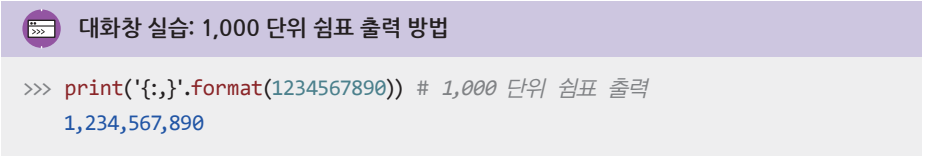 대화창 실습: 1,000 단위 쉼표 출력 방법
>>> print('{:,}'.format(1234567890)) # 1,000 단위 쉼표 출력
1,234,567,890